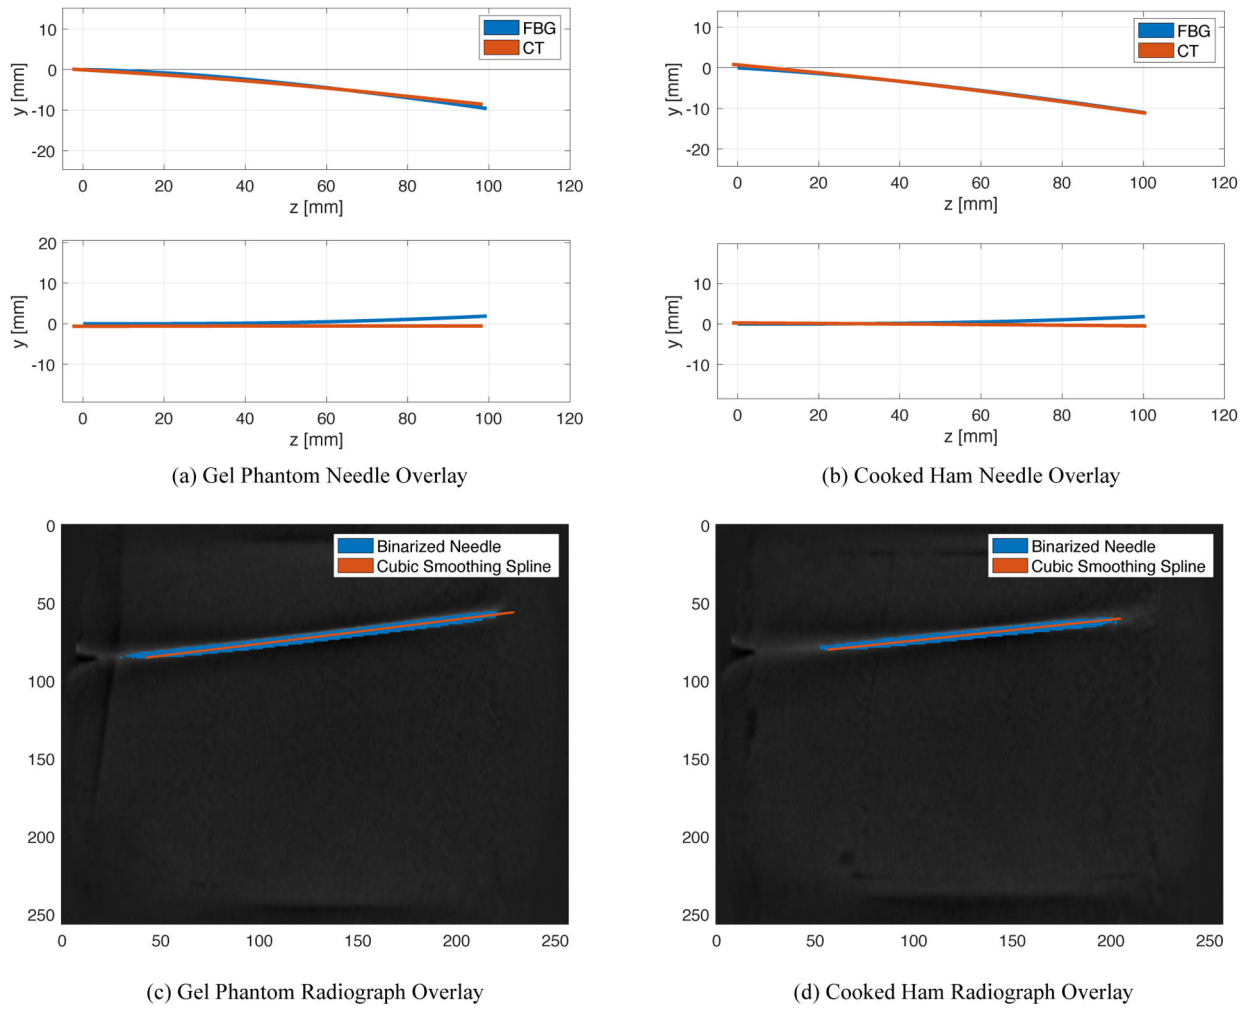 10
0
-10
-20
y [mm]
FBG
CT
0 20 40 60 80 100 120
z [mm]
10
0
-10
-20
y [mm]
FBG
CT
0 20 40 60 80 100 120
z [mm]
20
10
0
-10
y [mm]
0 20 40 60 80 100 120
z [mm]
10
0
-10
y [mm]
0 20 40 60 80 100 120
z [mm]
(a) Gel Phantom Needle Overlay
(b) Cooked Ham Needle Overlay
0
50
100
150
200
250
Binarized Needle
Cubic Smoothing Spline
0 50 100 150 200 250
0
50
100
150
200
250
Binarized Needle
Cubic Smoothing Spline
0 50 100 150 200 250
(c) Gel Phantom Radiograph Overlay
(d) Cooked Ham Radiograph Overlay